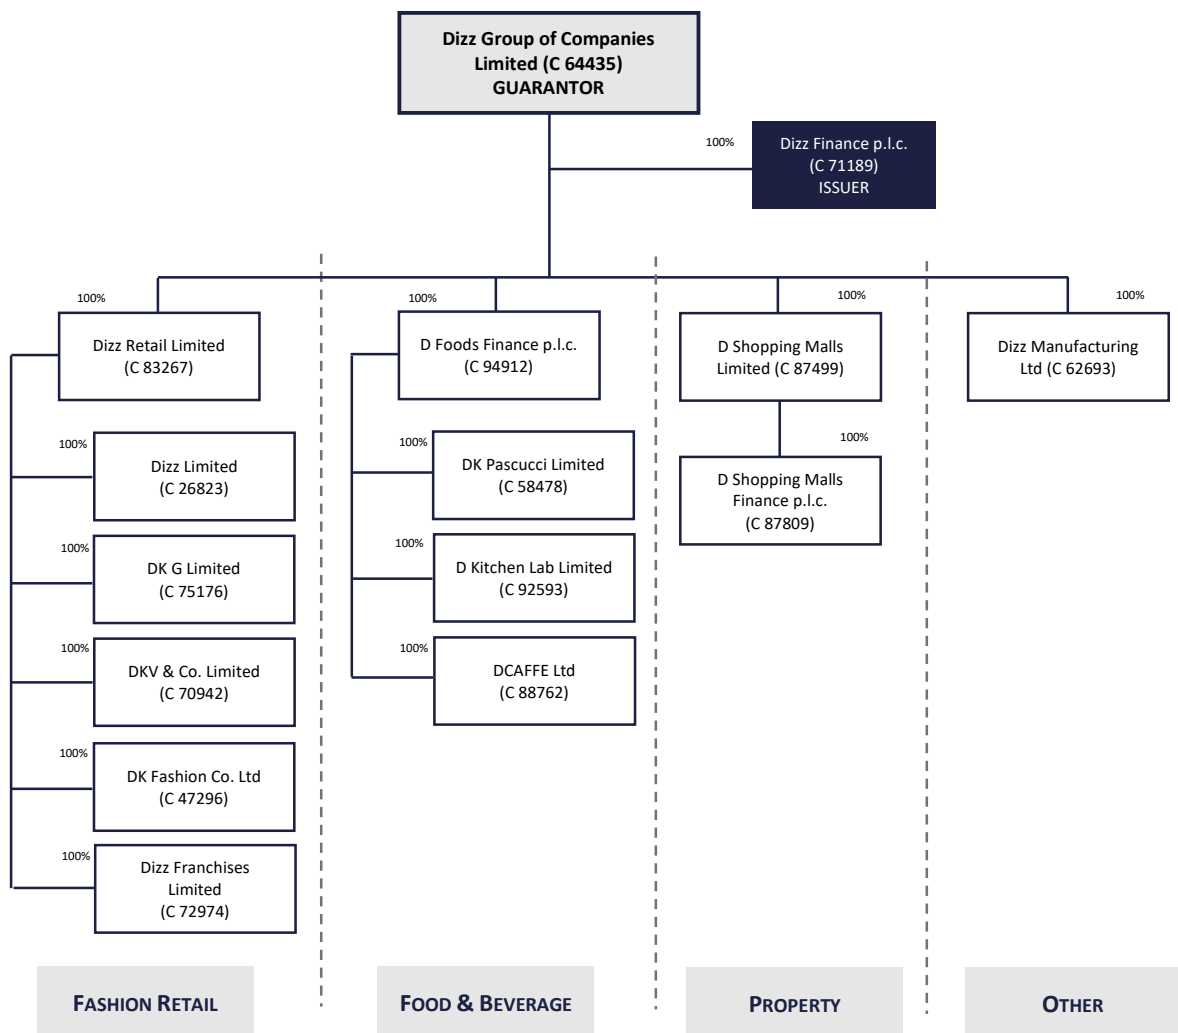 Dizz Group of Companies
Limited (C 64435)
GUARANTOR
100%
Dizz Finance p.l.c.
(C 71189)
ISSUER
100%
Dizz Retail Limited
(C 83267)
100%
Dizz Limited
(C 26823)
100%
DK G Limited
(C 75176)
100%
DKV & Co. Limited
(C 70942)
100%
DK Fashion Co. Ltd
(C 47296)
100%
Dizz Franchises
Limited
(C 72974)
FASHION RETAIL
100%
D Foods Finance p.l.c.
(C 94912)
100%
DK Pascucci Limited
(C 58478)
100%
D Kitchen Lab Limited
(C 92593)
100%
DCAFFE Ltd
(C 88762)
FOOD & BEVERAGE
100%
D Shopping Malls
Limited (C 87499)
100%
D Shopping Malls
Finance p.l.c.
(C 87809)
PROPERTY
100%
Dizz Manufacturing
Ltd (C 62693)
OTHER